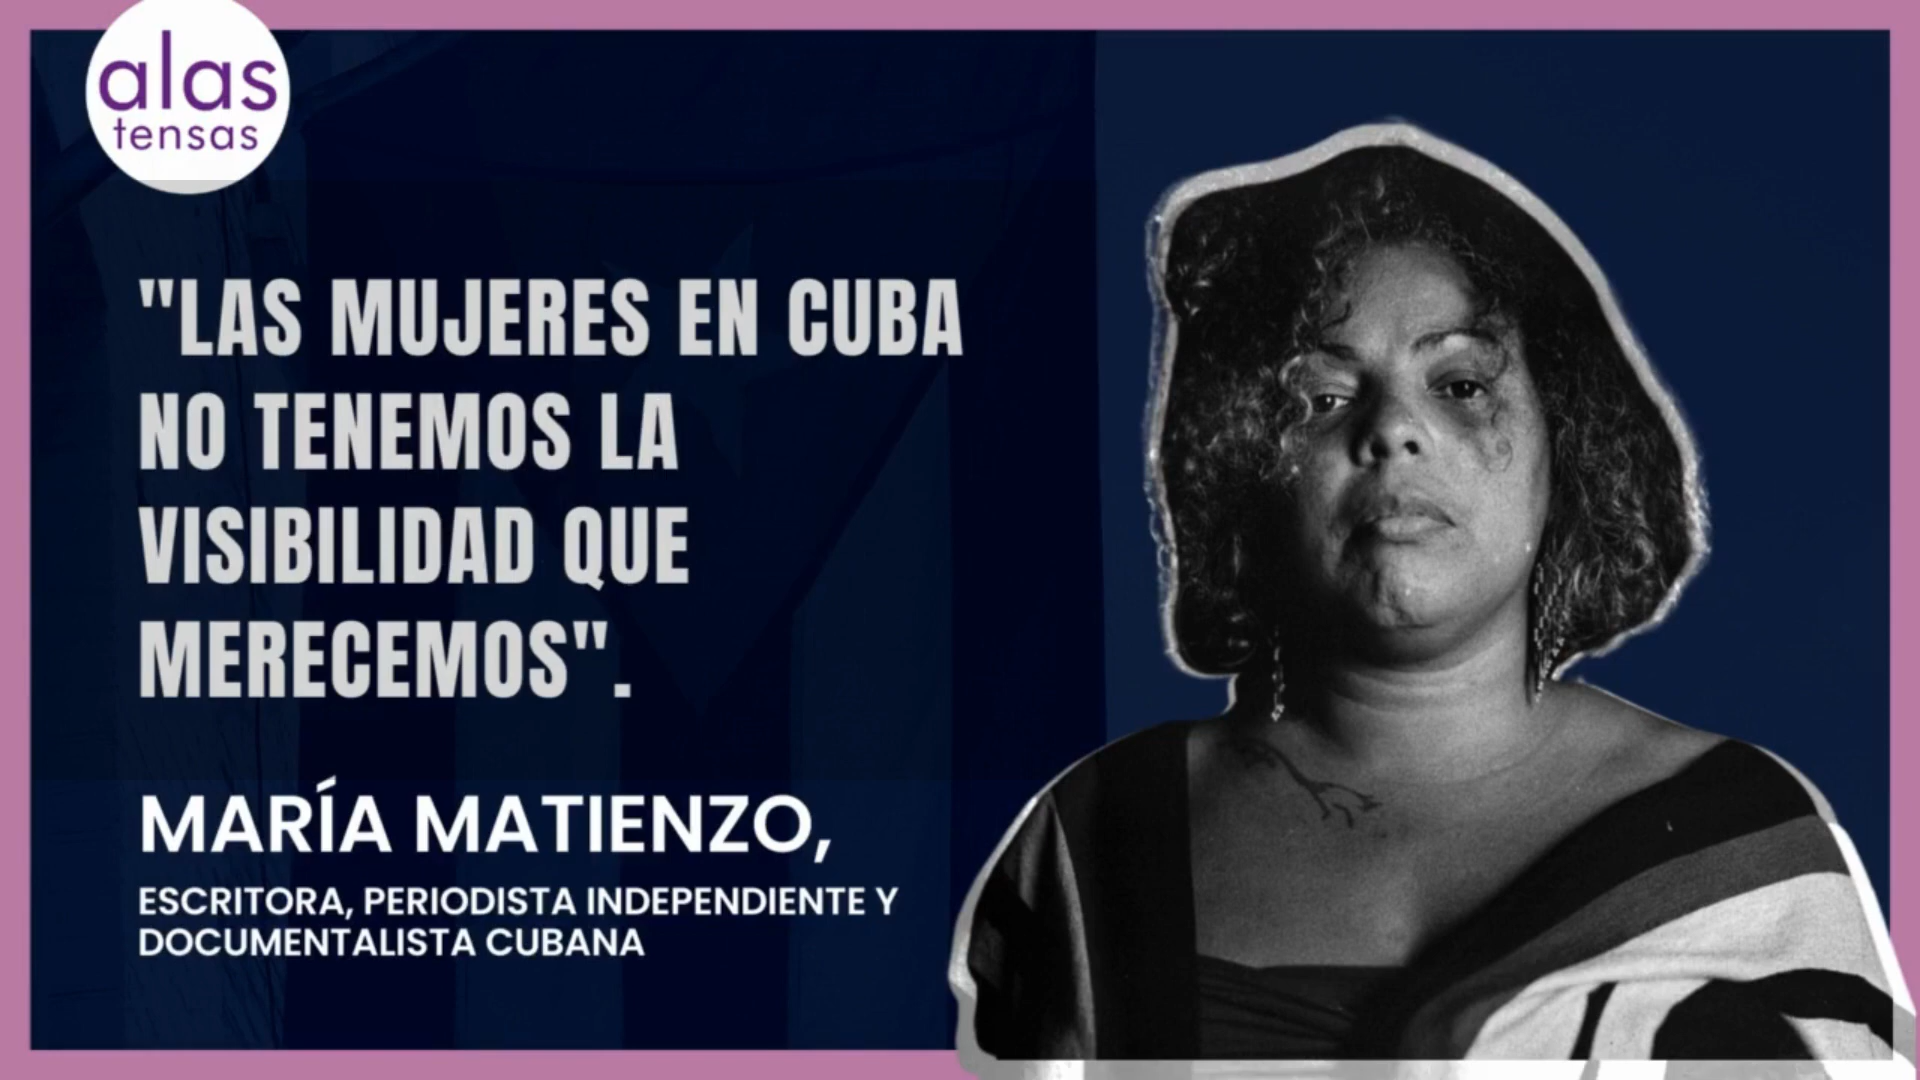 alas
tensas
"LAS MUJERES EN CUBA
NO TENEMOS LA
VISIBILIDAD QUE
MERECEMOS".
MARÍA MATIENZO,
ESCRITORA, PERIODISTA INDEPENDIENTE Y
DOCUMENTALISTA CUBANA